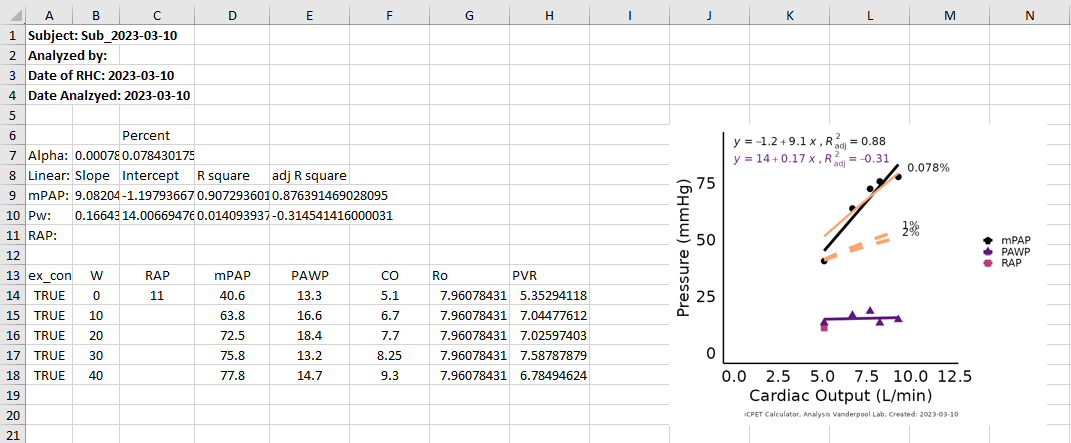 A B C D E F G H I J K L M N
1 Subject: Sub_2023-03-10
2 Analyzed by:
3 Date of RHC: 2023-03-10
4 Date Analzyed: 2023-03-10
5
6 Percent
7 Alpha: 0.00078 0.078430175
8 Linear: Slope Intercept R square adj R square
9 mPAP: 9.08204 -1.19793667 0.907293601 0.876391469028095
10 Pw: 0.16643 14.00669476 0.014093937 -0.314541416000031
11 RAP:
12
13 ex_con W RAP mPAP PAWP CO Ro PVR
14 TRUE 0 11 40.6 13.3 5.1 7.96078431 5.35294118
15 TRUE 10 63.8 16.6 6.7 7.96078431 7.04477612
16 TRUE 20 72.5 18.4 7.7 7.96078431 7.02597403
17 TRUE 30 75.8 13.2 8.25 7.96078431 7.58787879
18 TRUE 40 77.8 14.7 9.3 7.96078431 6.78494624
19
20
21
y = −1.2 + 9.1 x , R²adj = 0.88
y = 14 + 0.17 x , R²adj = −0.31
0.078%
1%
2%
Pressure (mmHg)
75
50
25
0
0.0 2.5 5.0 7.5 10.0 12.5
Cardiac Output (L/min)
mPAP
PAWP
RAP
iCPET Calculator. Analysis Vanderpool Lab. Created: 2023-03-10